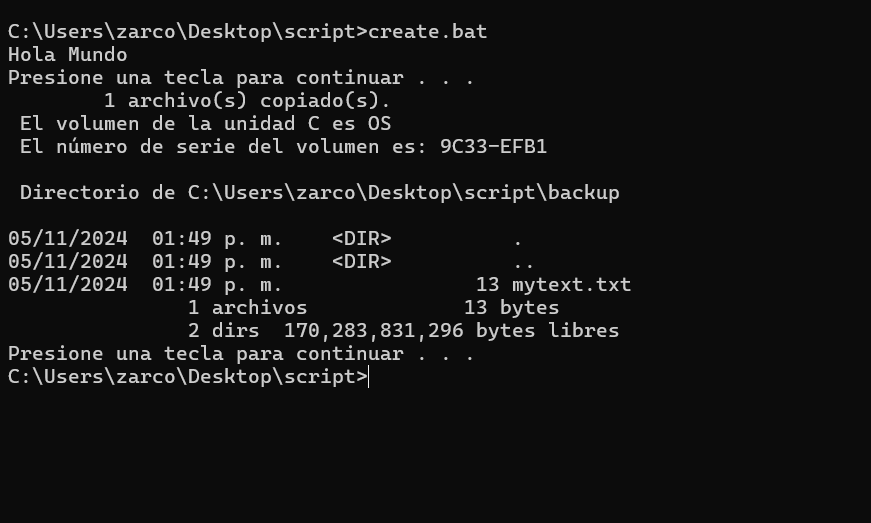 C:\Users\zarco\Desktop\script>create.bat
Hola Mundo
Presione una tecla para continuar . . .
        1 archivo(s) copiado(s).
 El volumen de la unidad C es OS
 El número de serie del volumen es: 9C33-EFB1

 Directorio de C:\Users\zarco\Desktop\script\backup

05/11/2024  01:49 p. m.    <DIR>          .
05/11/2024  01:49 p. m.    <DIR>          ..
05/11/2024  01:49 p. m.                13 mytext.txt
               1 archivos             13 bytes
               2 dirs  170,283,831,296 bytes libres
Presione una tecla para continuar . . .
C:\Users\zarco\Desktop\script>